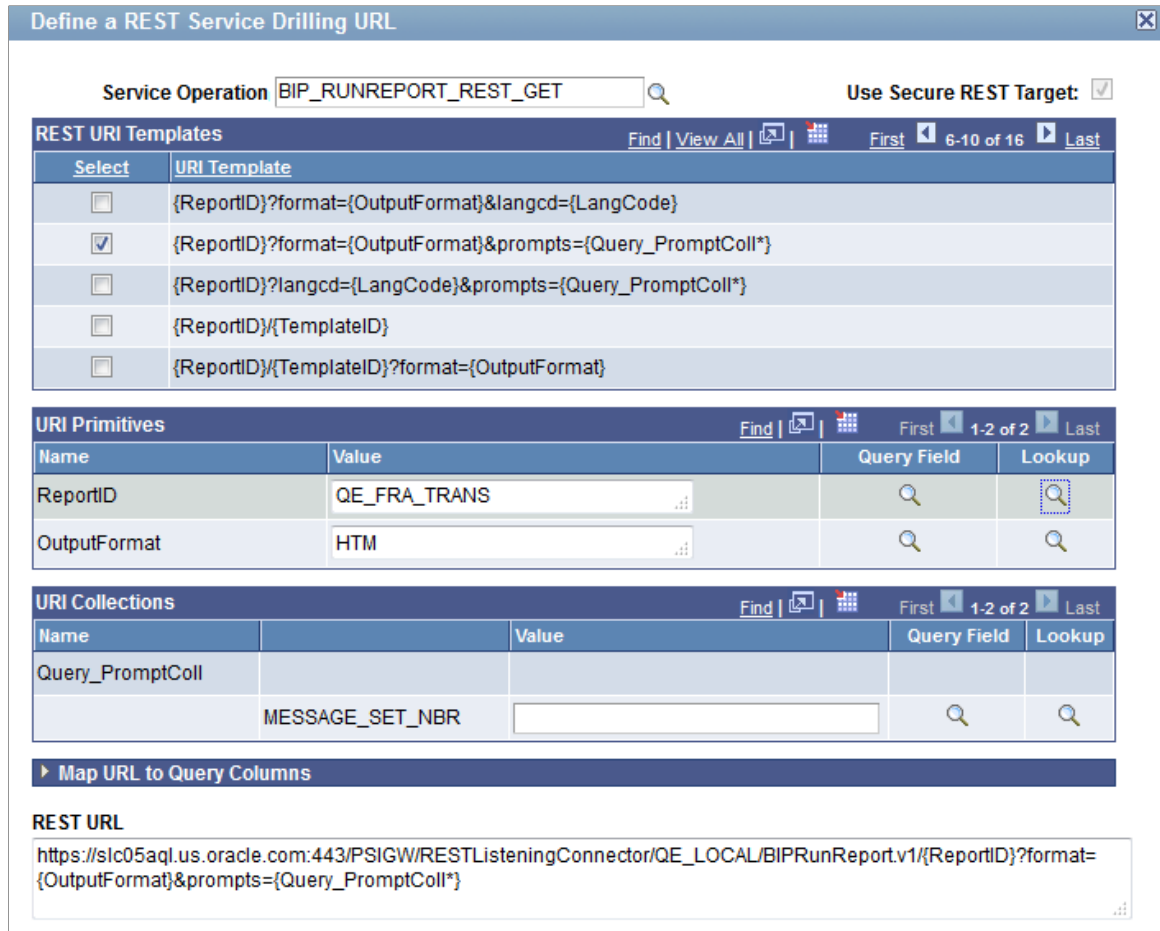 Define a REST Service Drilling URL
Service Operation BIP_RUNREPORT_REST_GET Use Secure REST Target:
REST URI Templates Find | View All | | First 6-10 of 16 Last
Select URI Template
{ReportID}?format={OutputFormat}&langcd={LangCode}
{ReportID}?format={OutputFormat}&prompts={Query_PromptColl*}
{ReportID}?langcd={LangCode}&prompts={Query_PromptColl*}
{ReportID}/{TemplateID}
{ReportID}/{TemplateID}?format={OutputFormat}
URI Primitives Find | | First 1-2 of 2 Last
Name Value Query Field Lookup
ReportID QE_FRA_TRANS
OutputFormat HTM
URI Collections Find | | First 1-2 of 2 Last
Name Value Query Field Lookup
Query_PromptColl
MESSAGE_SET_NBR
Map URL to Query Columns
REST URL
https://slc05aql.us.oracle.com:443/PSIGW/RESTListeningConnector/QE_LOCAL/BIPRunReport.v1/{ReportID}?format=
{OutputFormat}&prompts={Query_PromptColl*}